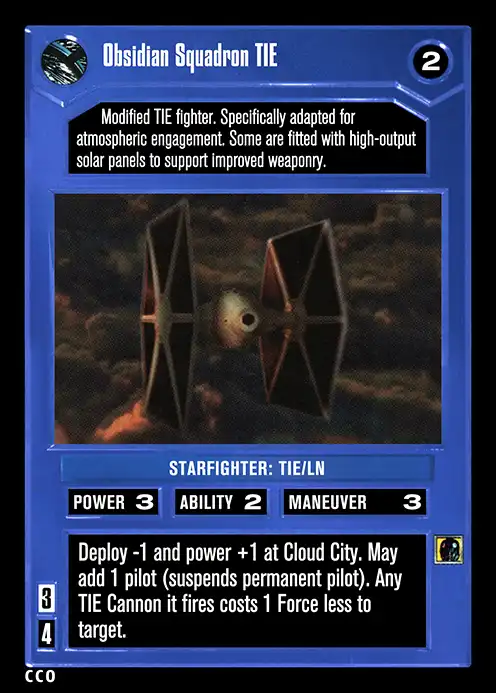 Obsidian Squadron TIE
2
Modified TIE fighter. Specifically adapted for
atmospheric engagement. Some are fitted with high-output
solar panels to support improved weaponry.
STARFIGHTER: TIE/LN
POWER 3 ABILITY 2 MANEUVER 3
Deploy -1 and power +1 at Cloud City. May
add 1 pilot (suspends permanent pilot). Any
TIE Cannon it fires costs 1 Force less to
target.
3
4
CCO